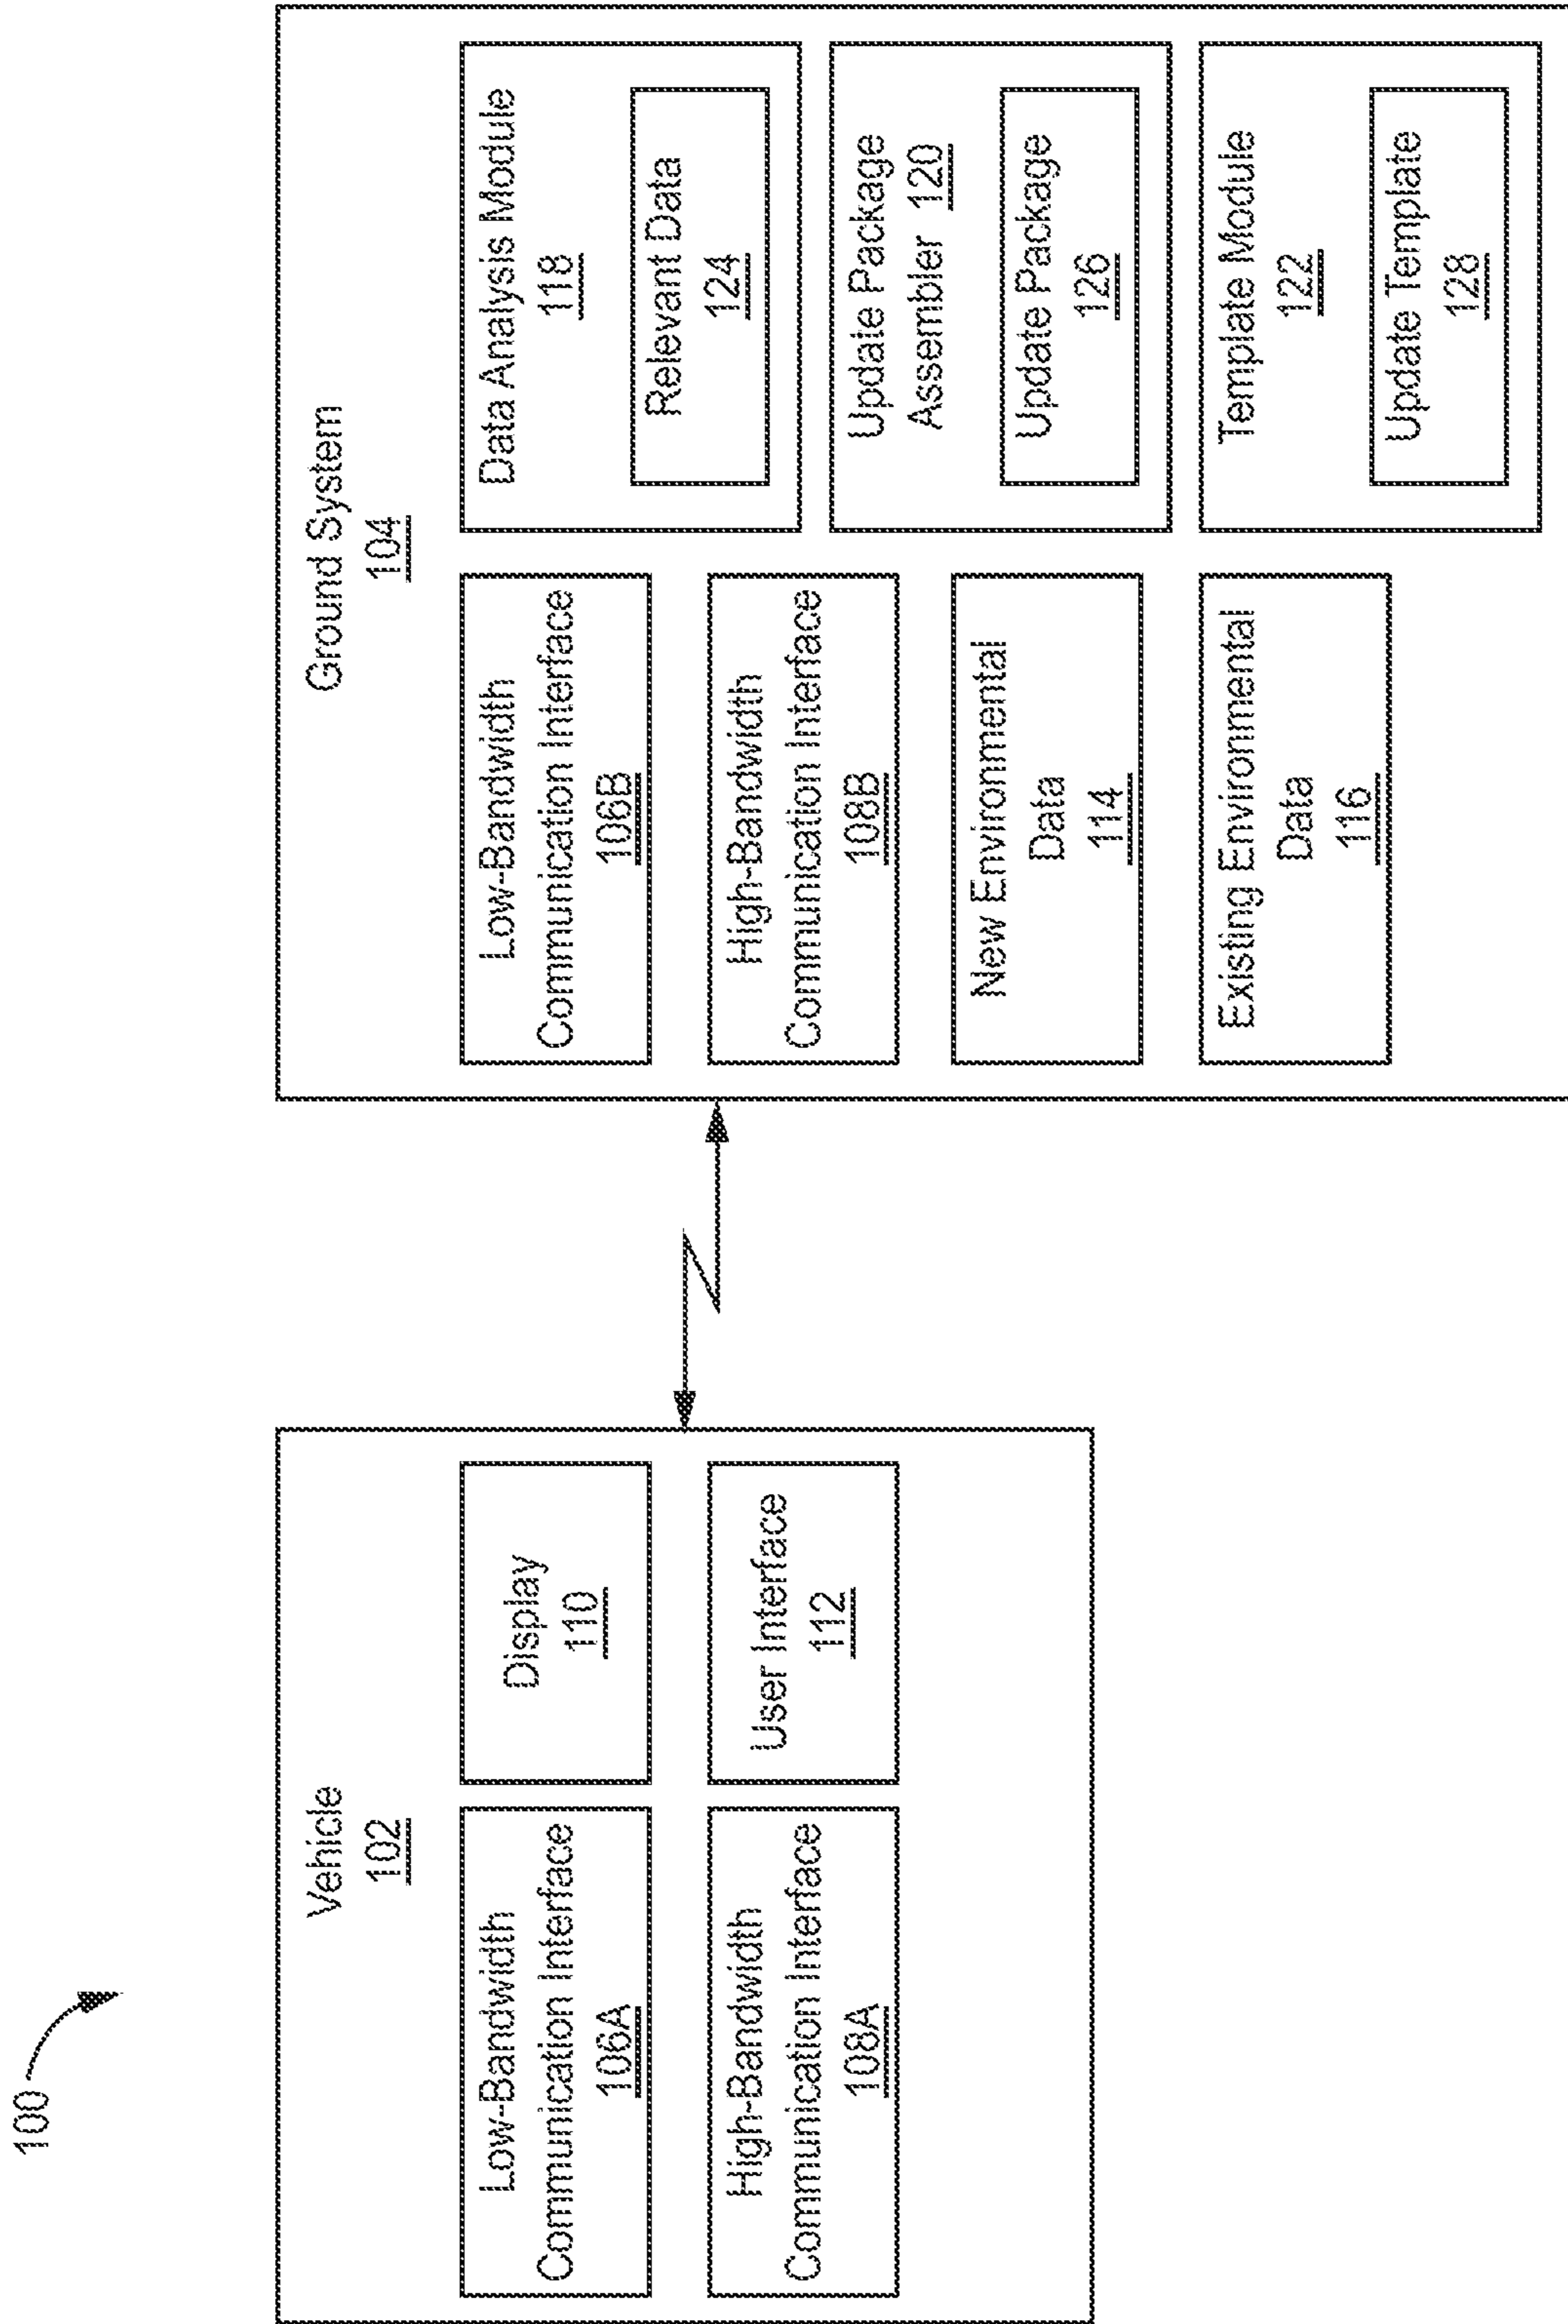 100
Vehicle
102
Low-Bandwidth
Communication Interface
106A
Display
110
High-Bandwidth
Communication Interface
108A
User Interface
112
Ground System
104
Low-Bandwidth
Communication Interface
106B
High-Bandwidth
Communication Interface
108B
New Environmental
Data
114
Existing Environmental
Data
116
Data Analysis Module
118
Relevant Data
124
Update Package
Assembler 120
Update Package
126
Template Module
122
Update Template
128